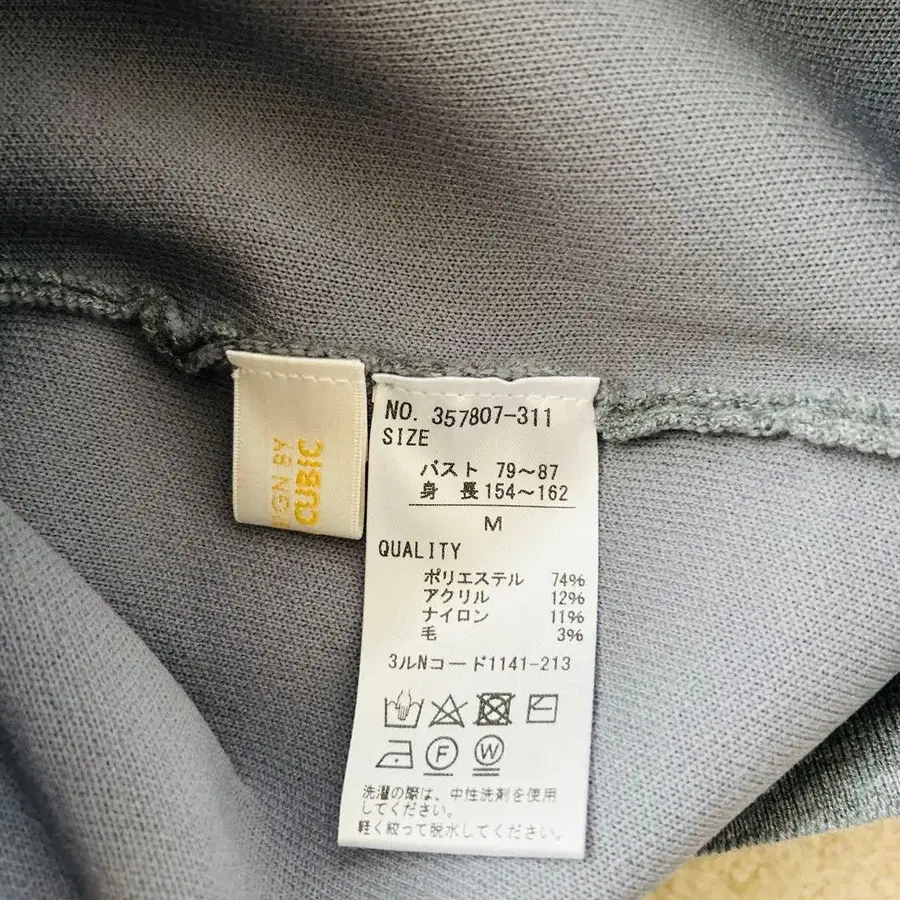 IGN BY
CUBIC
NO. 357807-311
SIZE
バスト 79〜87
身 長 154〜162
M
QUALITY
ポリエステル 74%
アクリル 12%
ナイロン 11%
毛 3%
3ルNコード1141-213
F W
洗濯の際は、中性洗剤を使用
してください。
軽く絞って脱水してください。